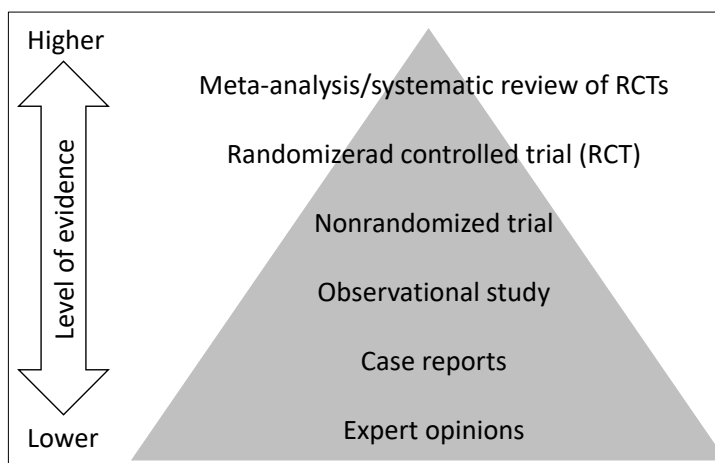 Higher
Meta-analysis/systematic review of RCTs
Randomizerad controlled trial (RCT)
Nonrandomized trial
Level of evidence
Observational study
Case reports
Expert opinions
Lower